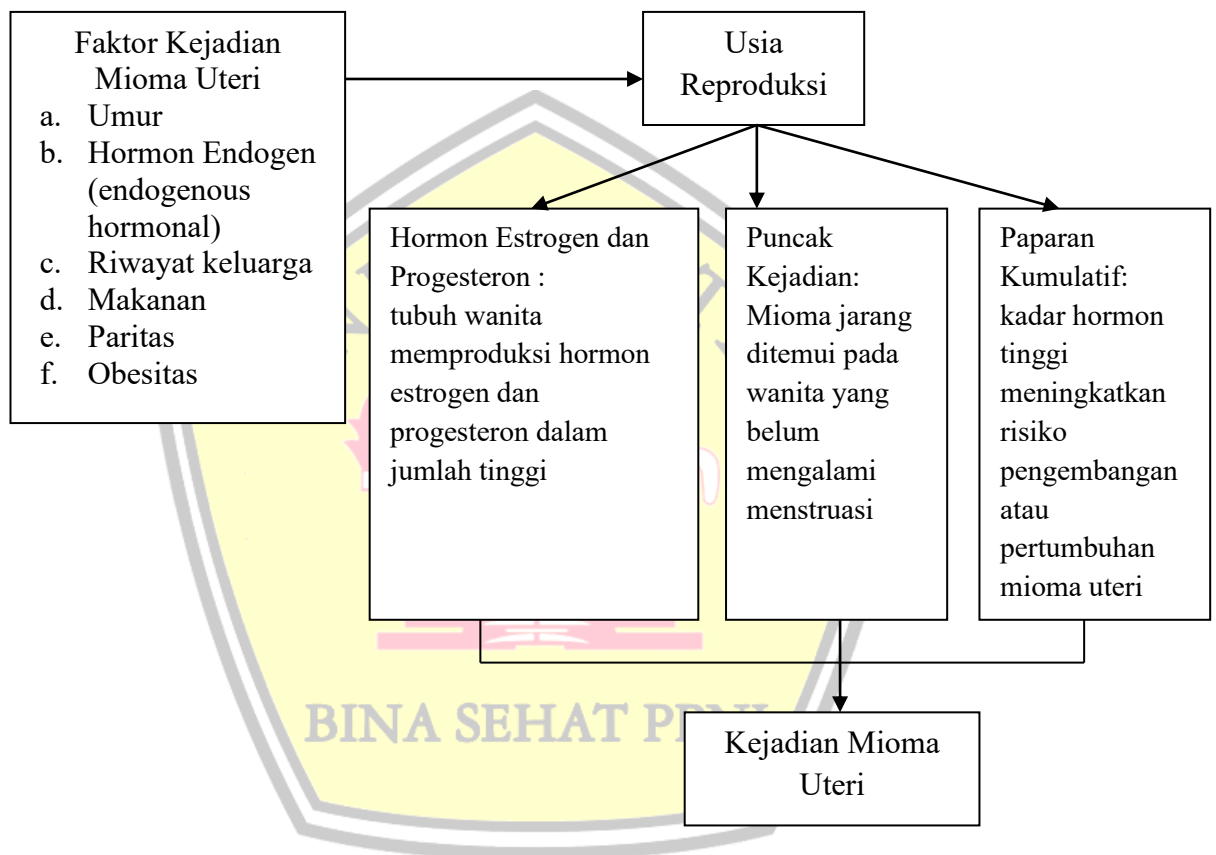 Faktor Kejadian
Mioma Uteri
a. Umur
b. Hormon Endogen
(endogenous
hormonal)
c. Riwayat keluarga
d. Makanan
e. Paritas
f. Obesitas
Usia
Reproduksi
Hormon Estrogen dan
Progesteron :
tubuh wanita
memproduksi hormon
estrogen dan
progesteron dalam
jumlah tinggi
Puncak
Kejadian:
Mioma jarang
ditemui pada
wanita yang
belum
mengalami
menstruasi
Paparan
Kumulatif:
kadar hormon
tinggi
meningkatkan
risiko
pengembangan
atau
pertumbuhan
mioma uteri
BINA SEHAT PPNI
Kejadian Mioma
Uteri